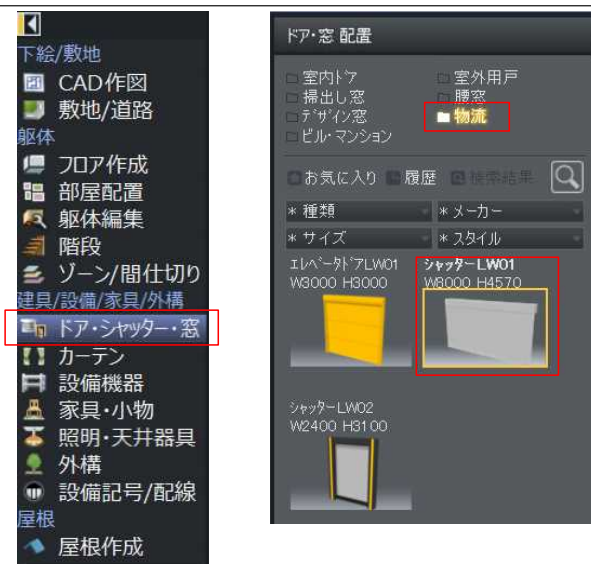 下絵/敷地
CAD作図
敷地/道路
躯体
フロア作成
部屋配置
躯体編集
階段
ゾーン/間仕切り
建具/設備/家具/外構
ドア・シャッター・窓
カーテン
設備機器
家具・小物
照明・天井器具
外構
設備記号/配線
屋根
屋根作成
ドア・窓 配置
室内ドア 室外用戸
掃出し窓 腰窓
デザイン窓 物流
ビル・マンション
お気に入り 履歴 検索結果
* 種類 * メーカー
* サイズ * スタイル
エレベータドアLW01 シャッターLW01
W3000 H3000 W8000 H4570
シャッターLW02
W2400 H3100